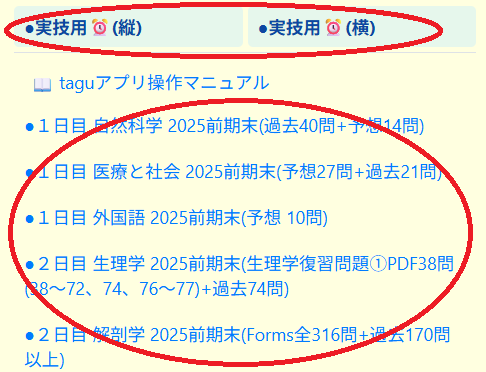 ●実技用⏰(縦) ●実技用⏰(横)
📖 taguアプリ操作マニュアル
●１日目 自然科学 2025前期末(過去40問+予想14問)
●１日目 医療と社会 2025前期末(予想27問+過去21問)
●１日目 外国語 2025前期末(予想 10問)
●２日目 生理学 2025前期末(生理学復習問題①PDF38問
(38～72、74、76～77)+過去74問)
●２日目 解剖学 2025前期末(Forms全316問+過去170問
以上)